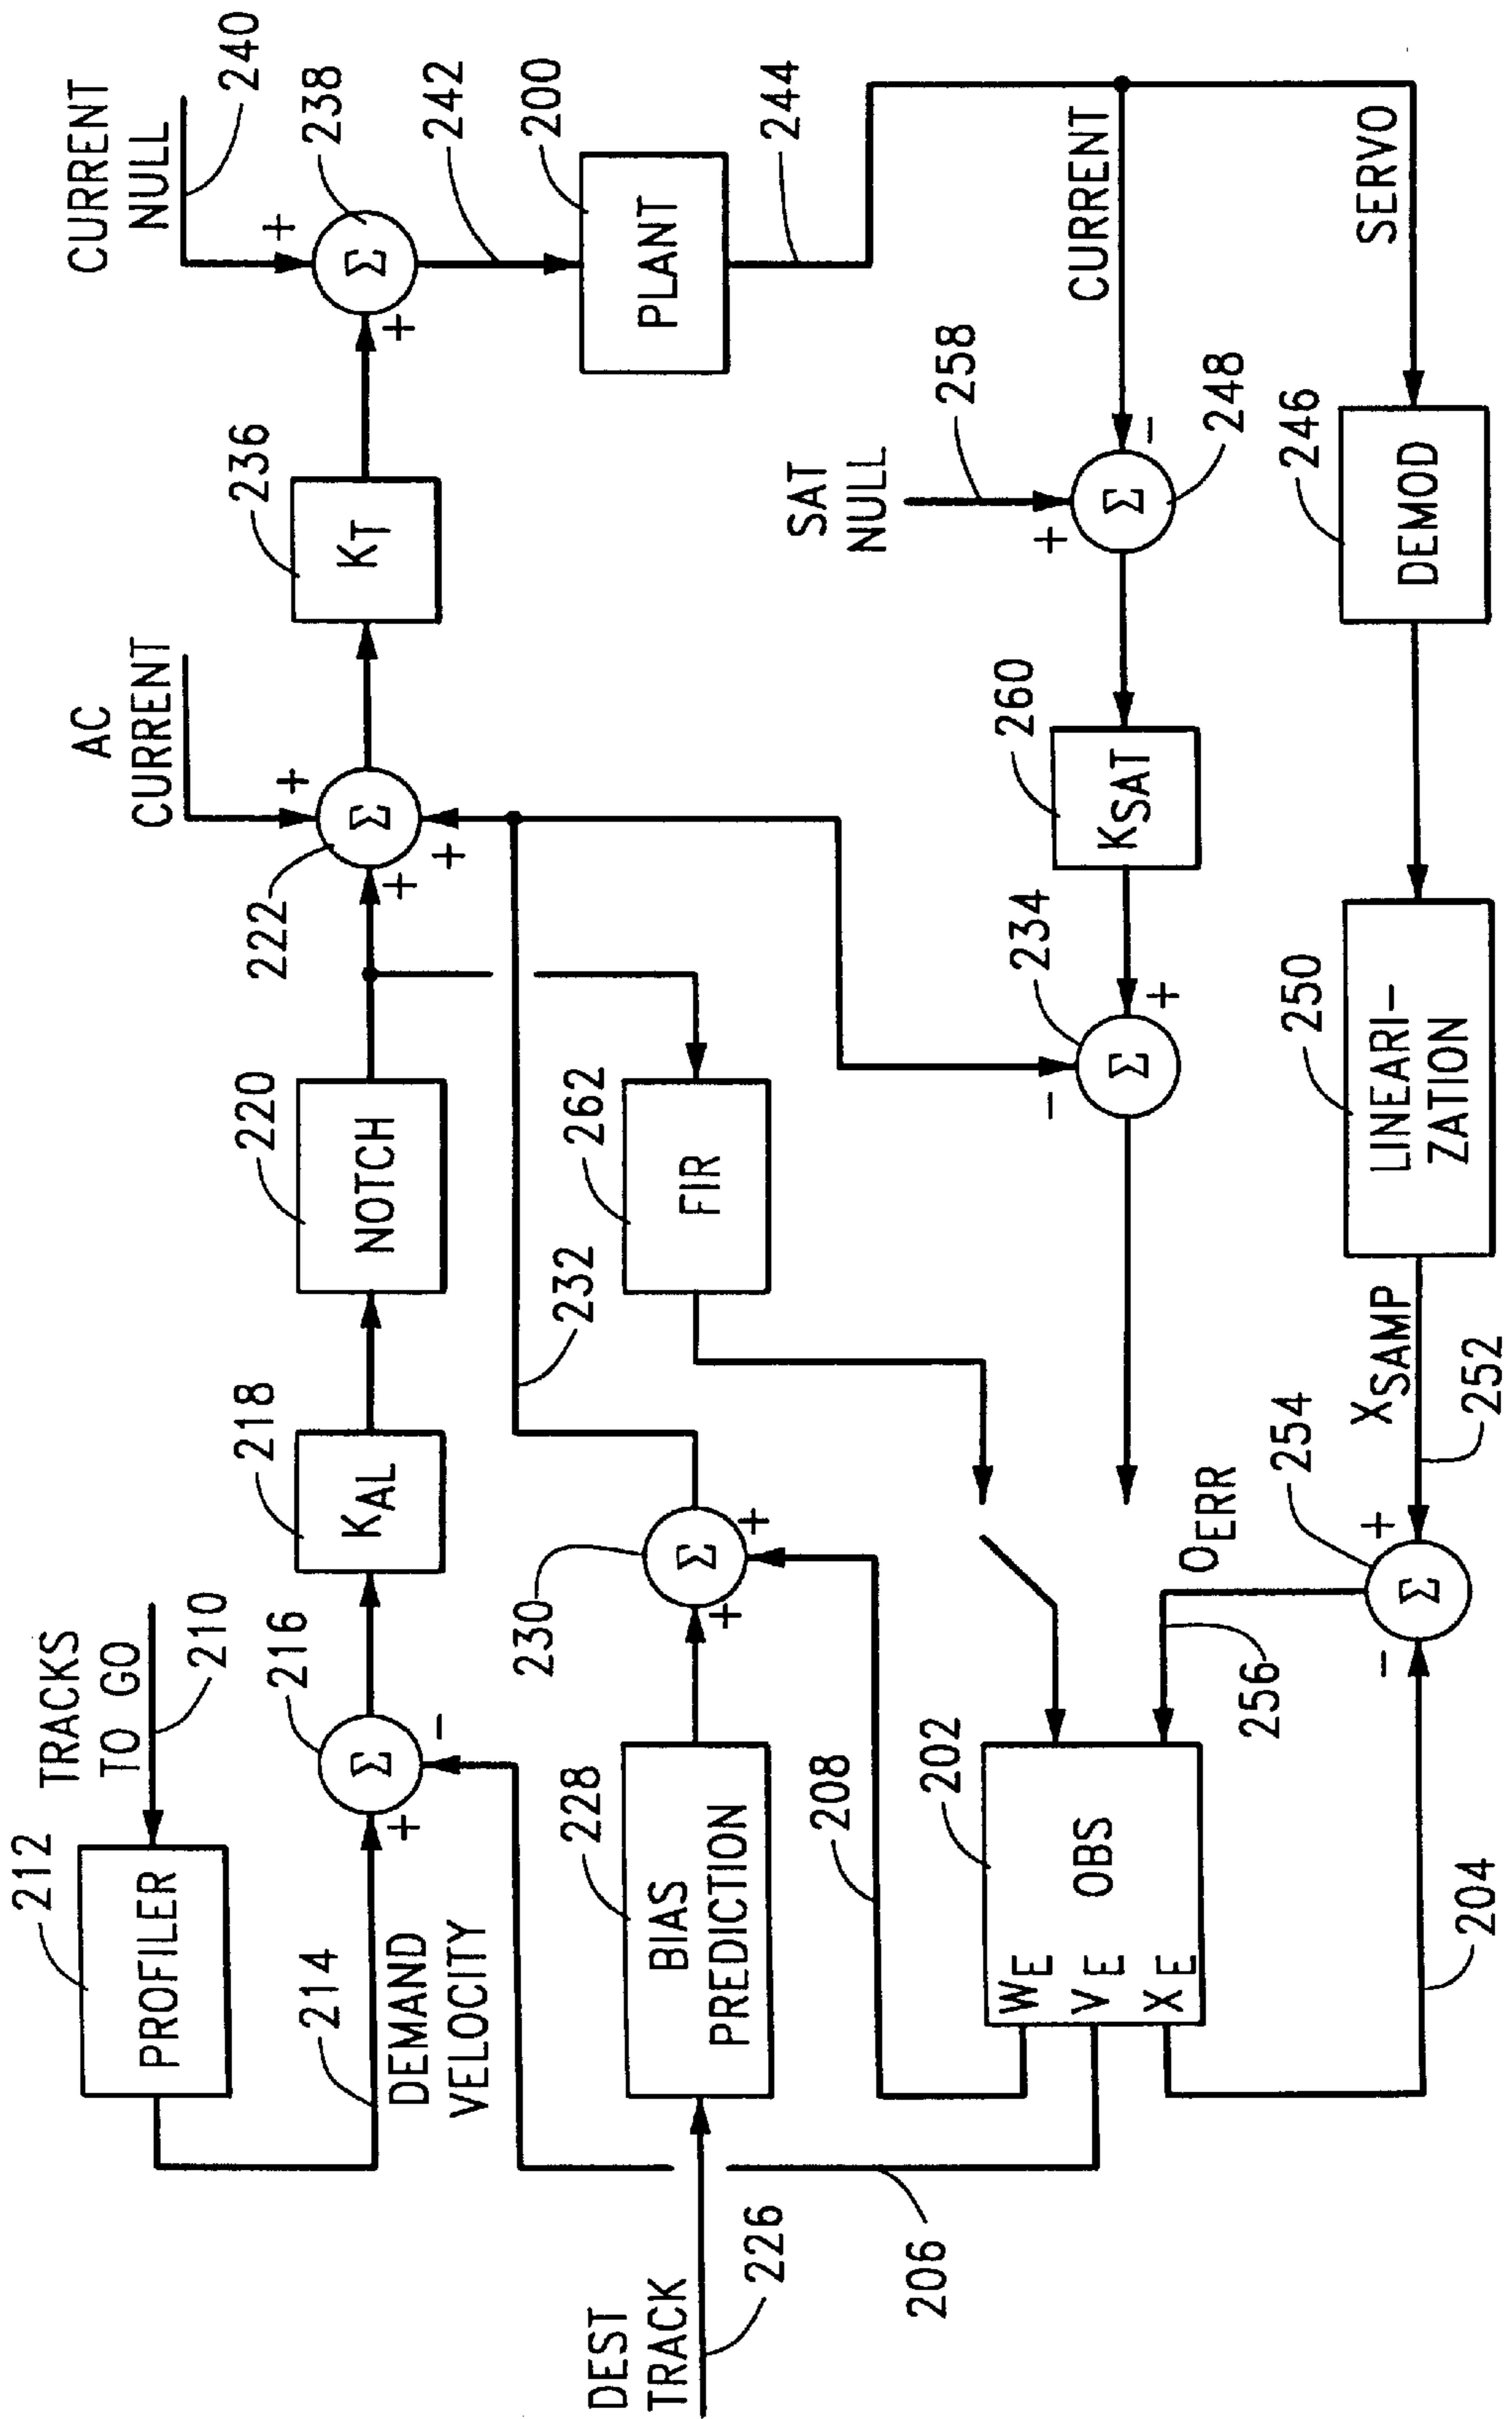 TRACKS
TO GO
210
212
PROFILER
214
DEMAND
VELOCITY
216
Σ
+
-
218
KAL
220
NOTCH
222
Σ
+
+
+
AC
CURRENT
236
KT
CURRENT
NULL
240
238
Σ
+
+
242
200
PLANT
244
DEST
TRACK
226
228
BIAS
PREDICTION
230
Σ
+
+
232
262
FIR
206
208
202
OBS
WE
VE
XE
234
Σ
-
+
260
KSAT
SAT
NULL
258
248
Σ
+
-
CURRENT
SERVO
204
256
OERR
254
Σ
-
+
XSAMP
252
250
LINEARI-
ZATION
246
DEMOD